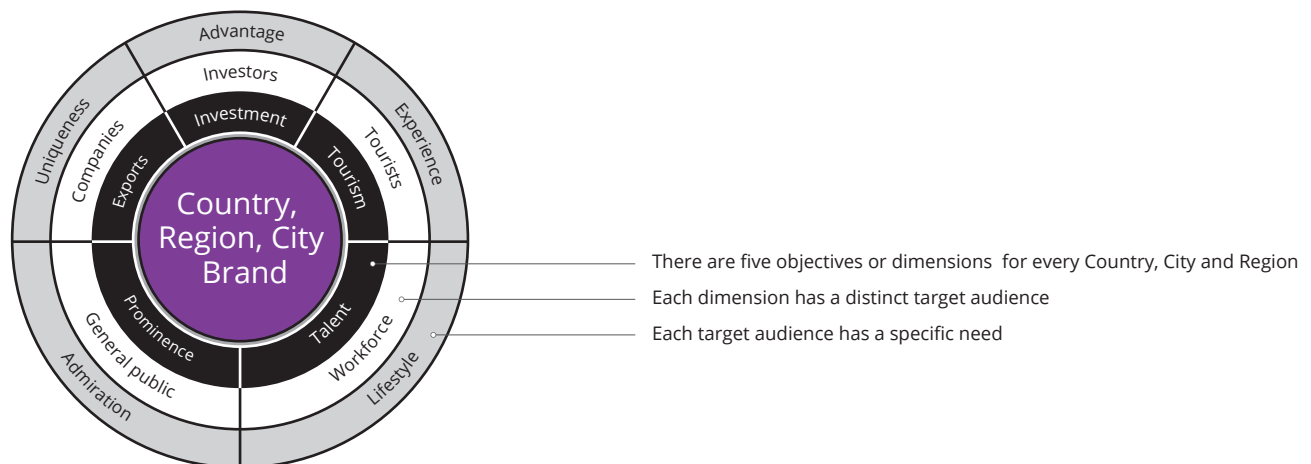 Advantage
Investors
Investment
Uniqueness
Companies
Exports
Experience
Tourists
Tourism
Country,
Region, City
Brand
Prominence
General public
Admiration
Talent
Workforce
Lifestyle
There are five objectives or dimensions for every Country, City and Region
Each dimension has a distinct target audience
Each target audience has a specific need